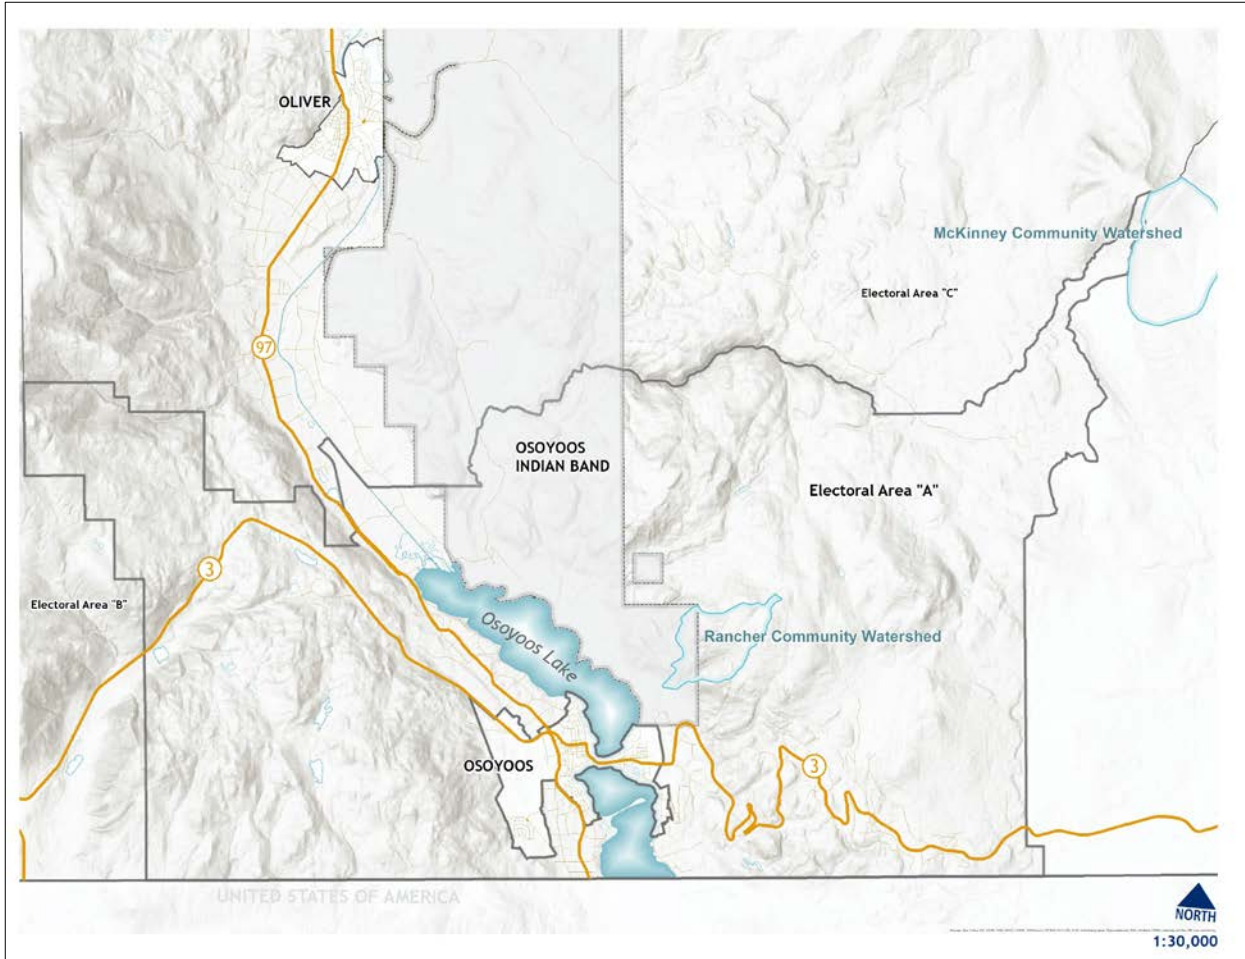 OLIVER
McKinney Community Watershed
Electoral Area "C"
97
OSOYOOS
INDIAN BAND
Electoral Area "A"
3
Electoral Area "B"
Osoyoos Lake
Rancher Community Watershed
OSOYOOS
3
UNITED STATES OF AMERICA
NORTH
1:30,000